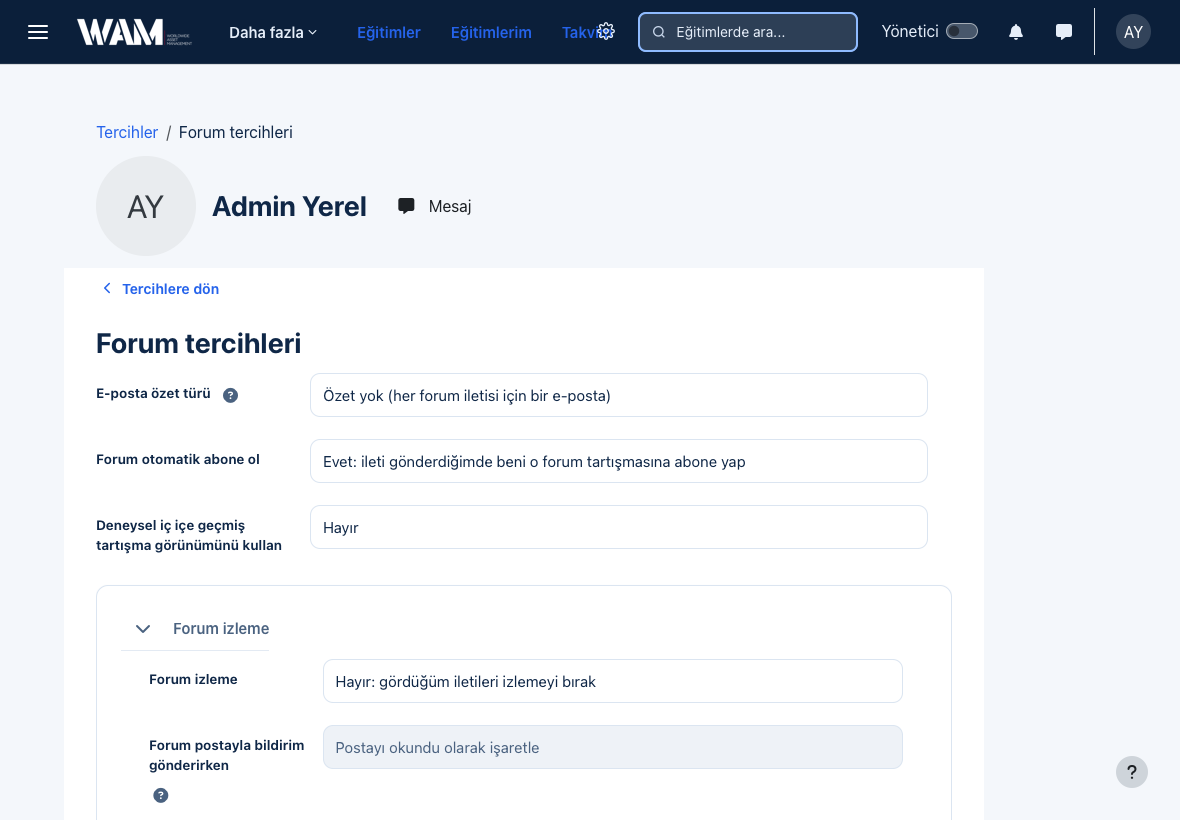 WAM WORLDWIDE ASSET MANAGEMENT
Daha fazla
Eğitimler
Eğitimlerim
Eğitimlerde ara...
Yönetici
AY
Tercihler / Forum tercihleri
AY
Admin Yerel
Mesaj
Tercihlere dön
Forum tercihleri
E-posta özet türü ?
Özet yok (her forum iletisi için bir e-posta)
Forum otomatik abone ol
Evet: ileti gönderdiğimde beni o forum tartışmasına abone yap
Deneysel iç içe geçmiş
tartışma görünümünü kullan
Hayır
Forum izleme
Forum izleme
Hayır: gördüğüm iletileri izlemeyi bırak
Forum postayla bildirim
gönderirken
Postayı okundu olarak işaretle
?
?